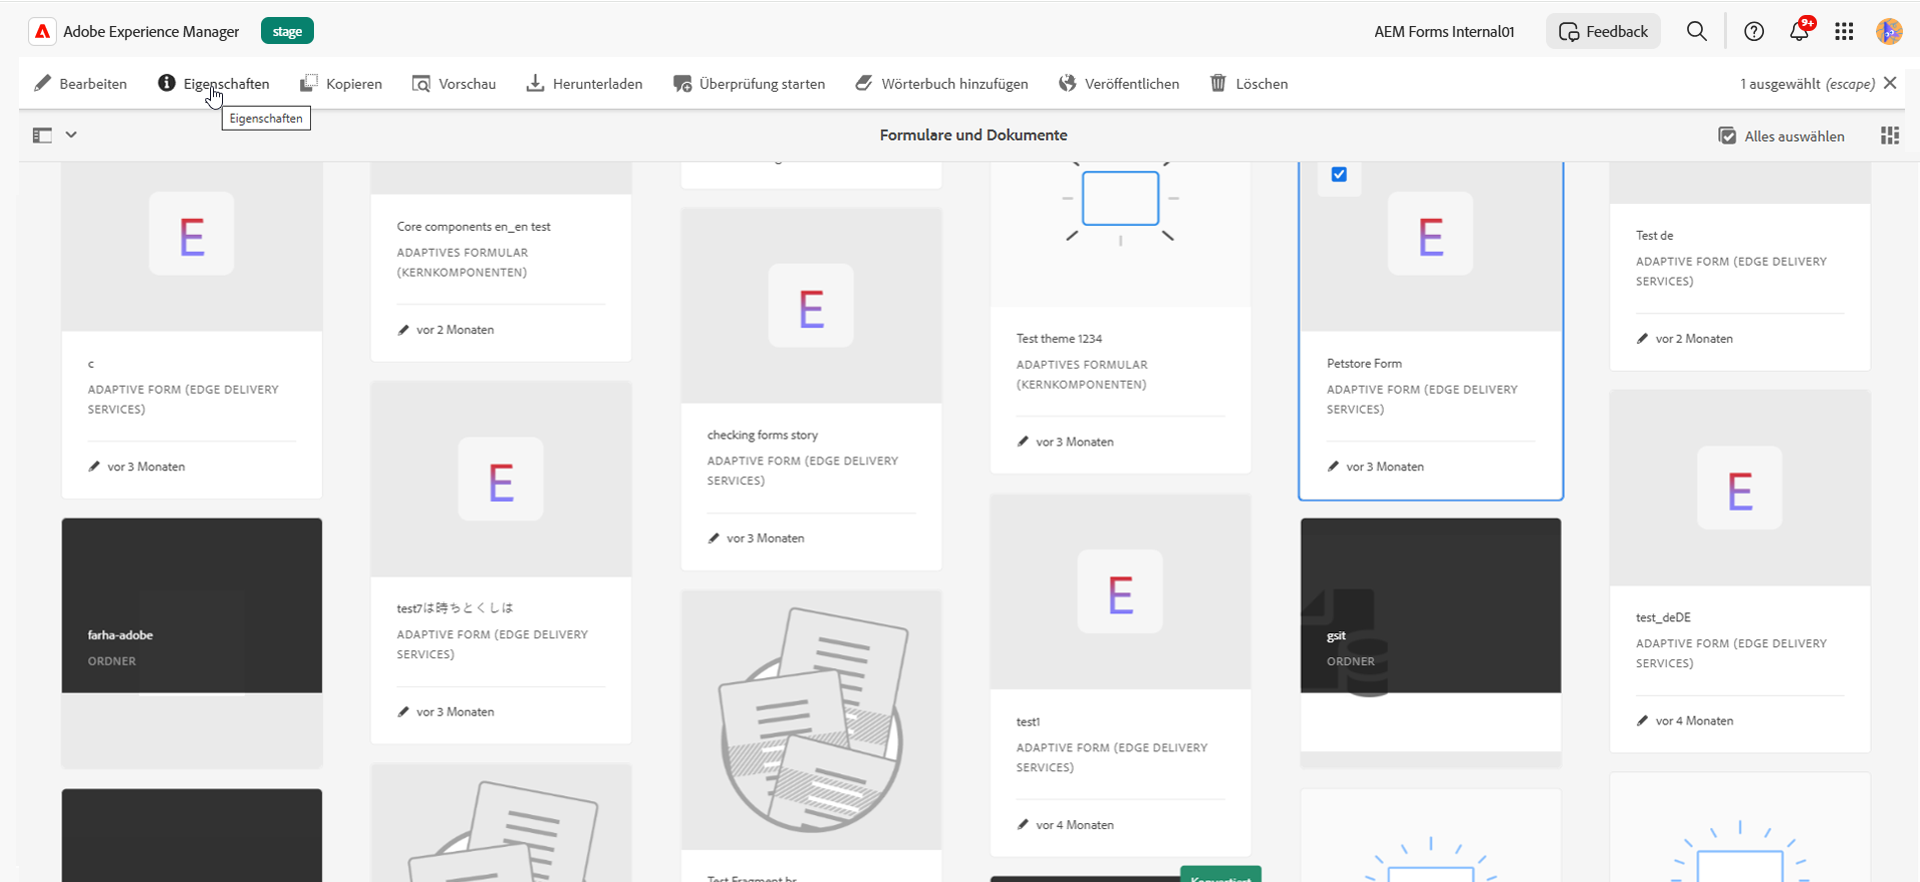 Adobe Experience Manager
stage
AEM Forms Internal01
Feedback
9+
Bearbeiten
Eigenschaften
Kopieren
Vorschau
Herunterladen
Überprüfung starten
Wörterbuch hinzufügen
Veröffentlichen
Löschen
1 ausgewählt (escape)
Eigenschaften
Formulare und Dokumente
Alles auswählen
E
c
ADAPTIVE FORM (EDGE DELIVERY
SERVICES)
vor 3 Monaten
farha-adobe
ORDNER
Core components en_en test
ADAPTIVES FORMULAR
(KERNKOMPONENTEN)
vor 2 Monaten
E
test7は時ちとくしは
ADAPTIVE FORM (EDGE DELIVERY
SERVICES)
vor 3 Monaten
E
checking forms story
ADAPTIVE FORM (EDGE DELIVERY
SERVICES)
vor 3 Monaten
Test Fragment br
Test theme 1234
ADAPTIVES FORMULAR
(KERNKOMPONENTEN)
vor 3 Monaten
E
test1
ADAPTIVE FORM (EDGE DELIVERY
SERVICES)
vor 4 Monaten
Konvertiert
E
Petstore Form
ADAPTIVE FORM (EDGE DELIVERY
SERVICES)
vor 3 Monaten
gsit
ORDNER
Test de
ADAPTIVE FORM (EDGE DELIVERY
SERVICES)
vor 2 Monaten
E
test_deDE
ADAPTIVE FORM (EDGE DELIVERY
SERVICES)
vor 4 Monaten